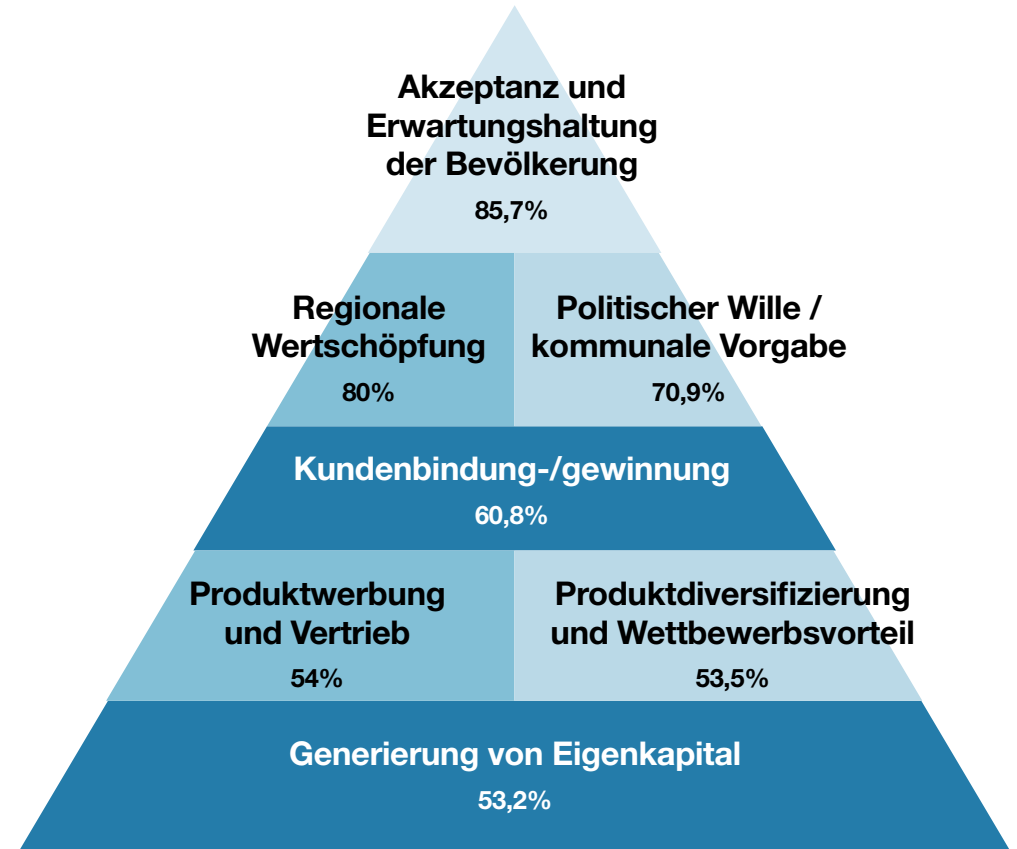 Akzeptanz und
Erwartungshaltung
der Bevölkerung
85,7%
Regionale
Wertschöpfung
80%
Politischer Wille /
kommunale Vorgabe
70,9%
Kundenbindung-/gewinnung
60,8%
Produktwerbung
und Vertrieb
54%
Produktdiversifizierung
und Wettbewerbsvorteil
53,5%
Generierung von Eigenkapital
53,2%